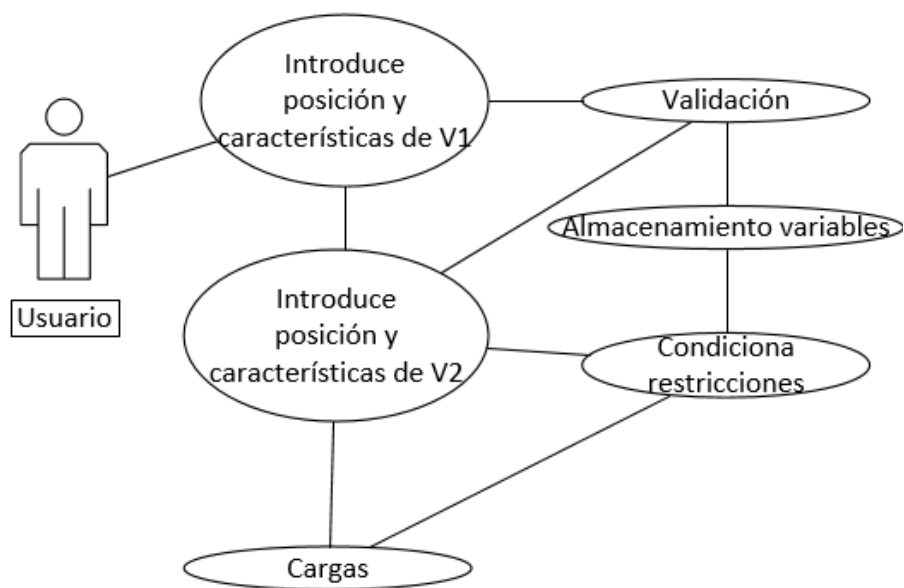 Introduce
posición y
características de V1
Validación
Almacenamiento variables
Usuario
Introduce
posición y
características de V2
Condiciona
restricciones
Cargas